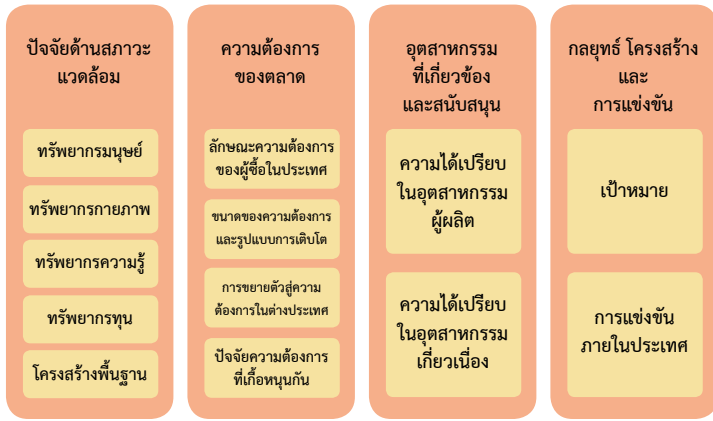 ปัจจัยด้านสภาวะ
แวดล้อม
ทรัพยากรมนุษย์
ทรัพยากรกายภาพ
ทรัพยากรความรู้
ทรัพยากรทุน
โครงสร้างพื้นฐาน
ความต้องการ
ของตลาด
ลักษณะความต้องการ
ของผู้ซื้อในประเทศ
ขนาดของความต้องการ
และรูปแบบการเติบโต
การขยายตัวสู่ความ
ต้องการในต่างประเทศ
ปัจจัยความต้องการ
ที่เกื้อหนุนกัน
อุตสาหกรรม
ที่เกี่ยวข้อง
และสนับสนุน
ความได้เปรียบ
ในอุตสาหกรรม
ผู้ผลิต
ความได้เปรียบ
ในอุตสาหกรรม
เกี่ยวเนื่อง
กลยุทธ์ โครงสร้าง
และ
การแข่งขัน
เป้าหมาย
การแข่งขัน
ภายในประเทศ